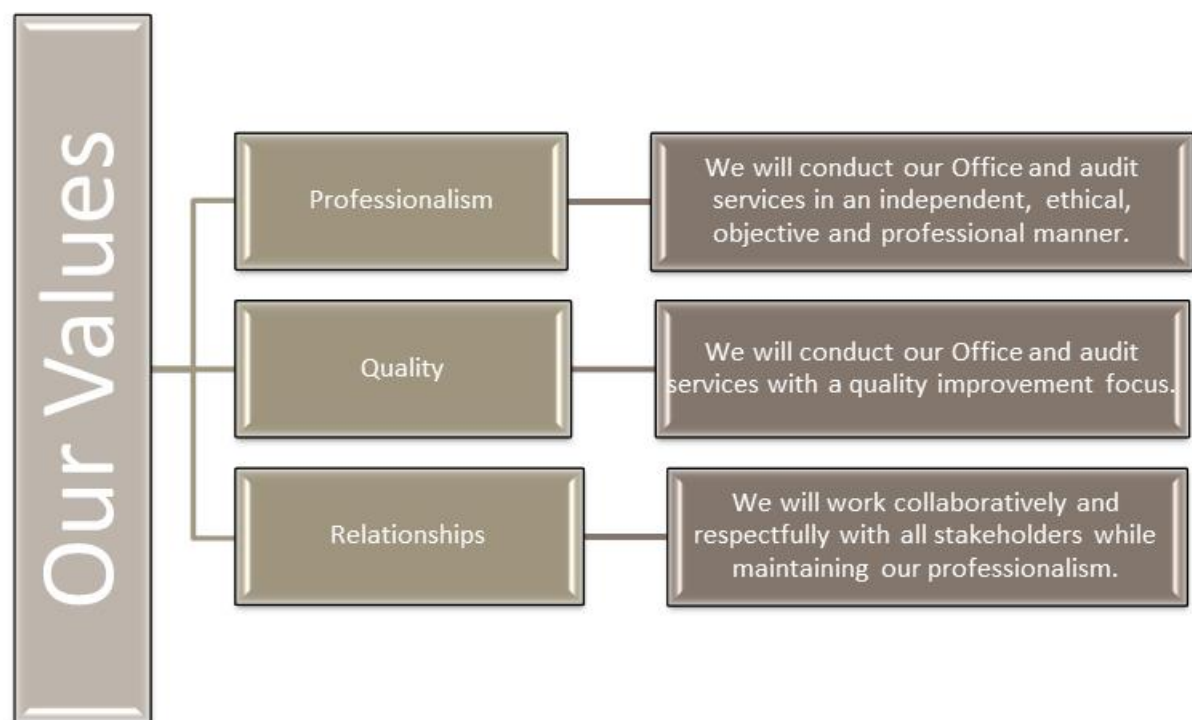 Our Values
Professionalism
We will conduct our Office and audit
services in an independent, ethical,
objective and professional manner.
Quality
We will conduct our Office and audit
services with a quality improvement focus.
Relationships
We will work collaboratively and
respectfully with all stakeholders while
maintaining our professionalism.